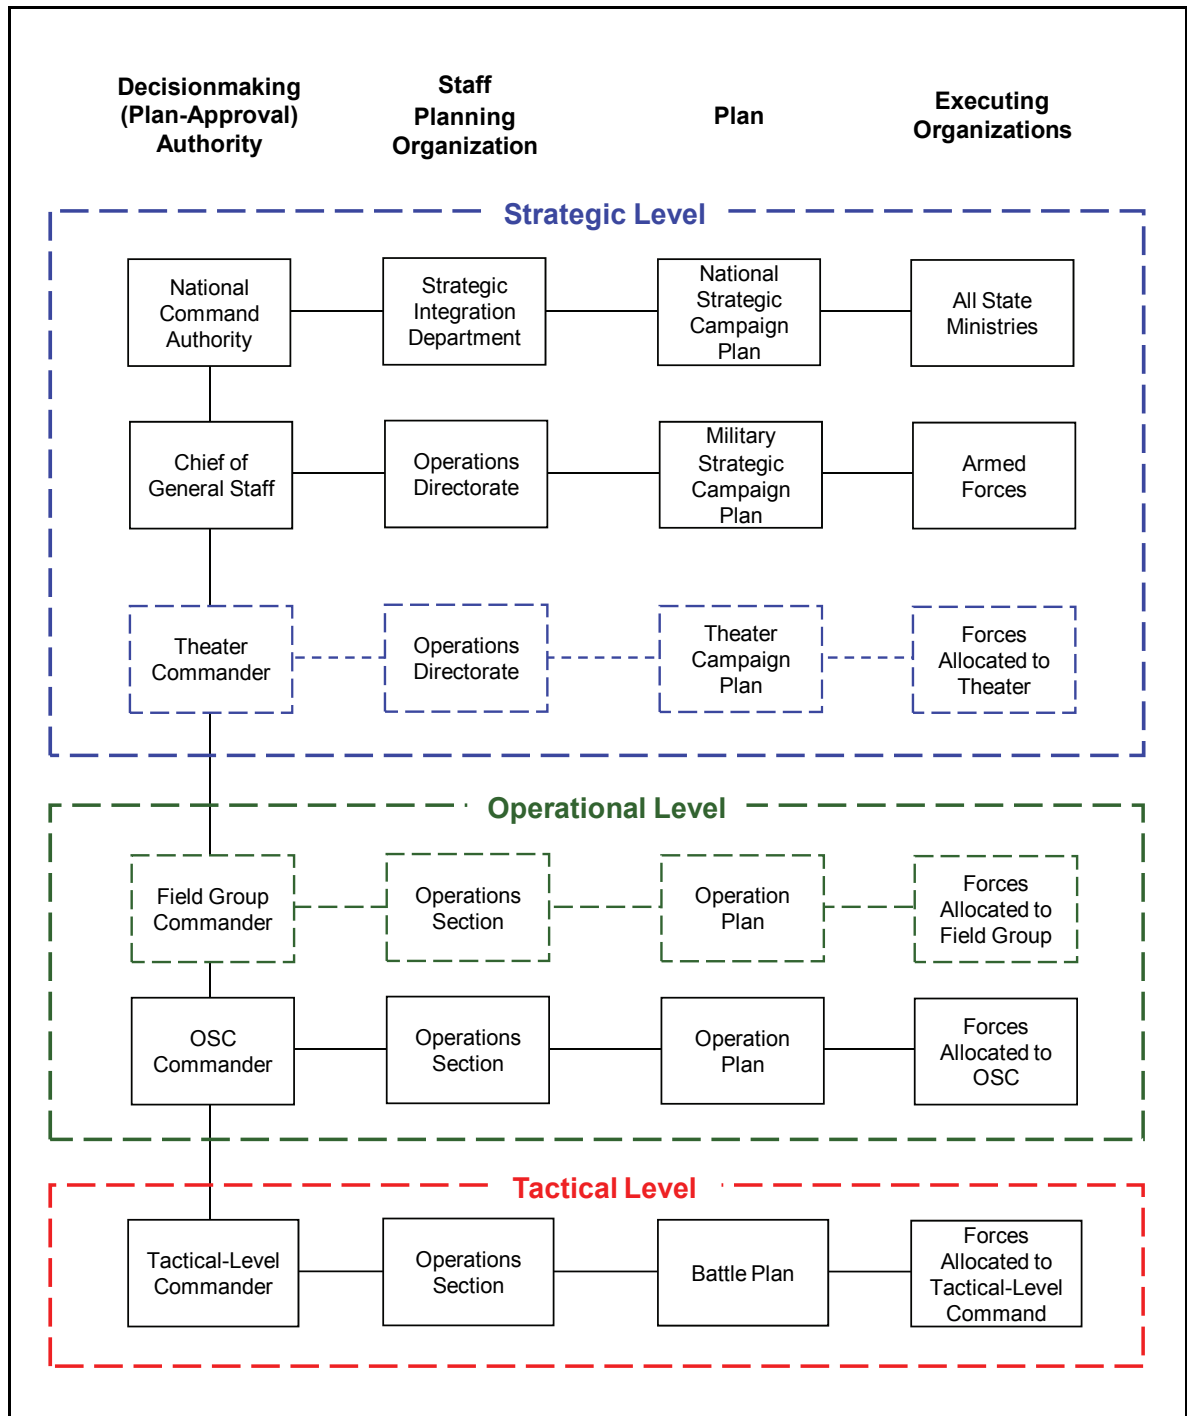 Decisionmaking
(Plan-Approval)
Authority
Staff
Planning
Organization
Plan
Executing
Organizations
Strategic Level
National
Command
Authority
Strategic
Integration
Department
National
Strategic
Campaign
Plan
All State
Ministries
Chief of
General Staff
Operations
Directorate
Military
Strategic
Campaign
Plan
Armed
Forces
Theater
Commander
Operations
Directorate
Theater
Campaign
Plan
Forces
Allocated to
Theater
Operational Level
Field Group
Commander
Operations
Section
Operation
Plan
Forces
Allocated to
Field Group
OSC
Commander
Operations
Section
Operation
Plan
Forces
Allocated to
OSC
Tactical Level
Tactical-Level
Commander
Operations
Section
Battle Plan
Forces
Allocated to
Tactical-Level
Command